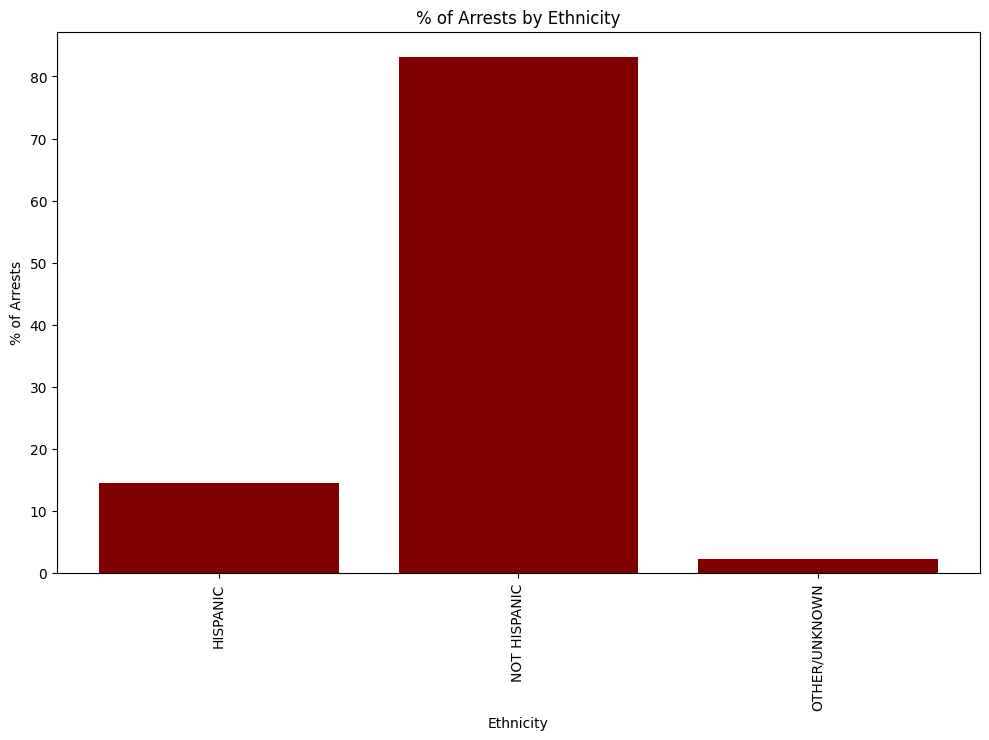 % of Arrests by Ethnicity
% of Arrests
80
70
60
50
40
30
20
10
0
HISPANIC
NOT HISPANIC
OTHER/UNKNOWN
Ethnicity